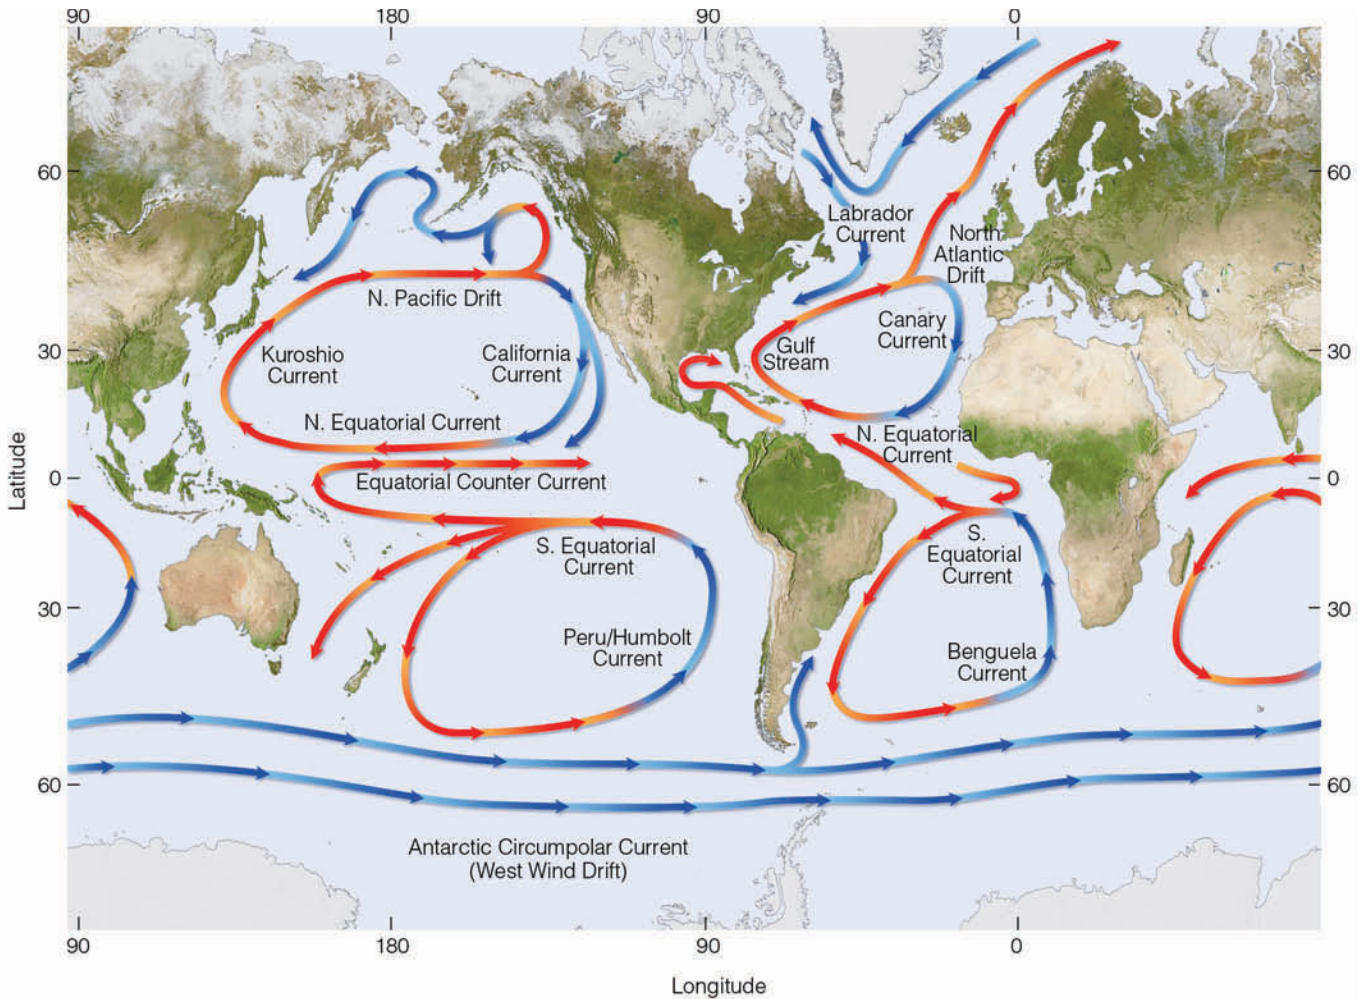 90
180
90
0
60
60
Labrador
Current
North
Atlantic
Drift
N. Pacific Drift
Canary
Current
Gulf
Stream
30
30
Kuroshio
Current
California
Current
N. Equatorial Current
N. Equatorial
Current
Latitude
0
0
Equatorial Counter Current
S. Equatorial
Current
S.
Equatorial
Current
30
30
Peru/Humbolt
Current
Benguela
Current
60
60
Antarctic Circumpolar Current
(West Wind Drift)
90
180
90
0
Longitude